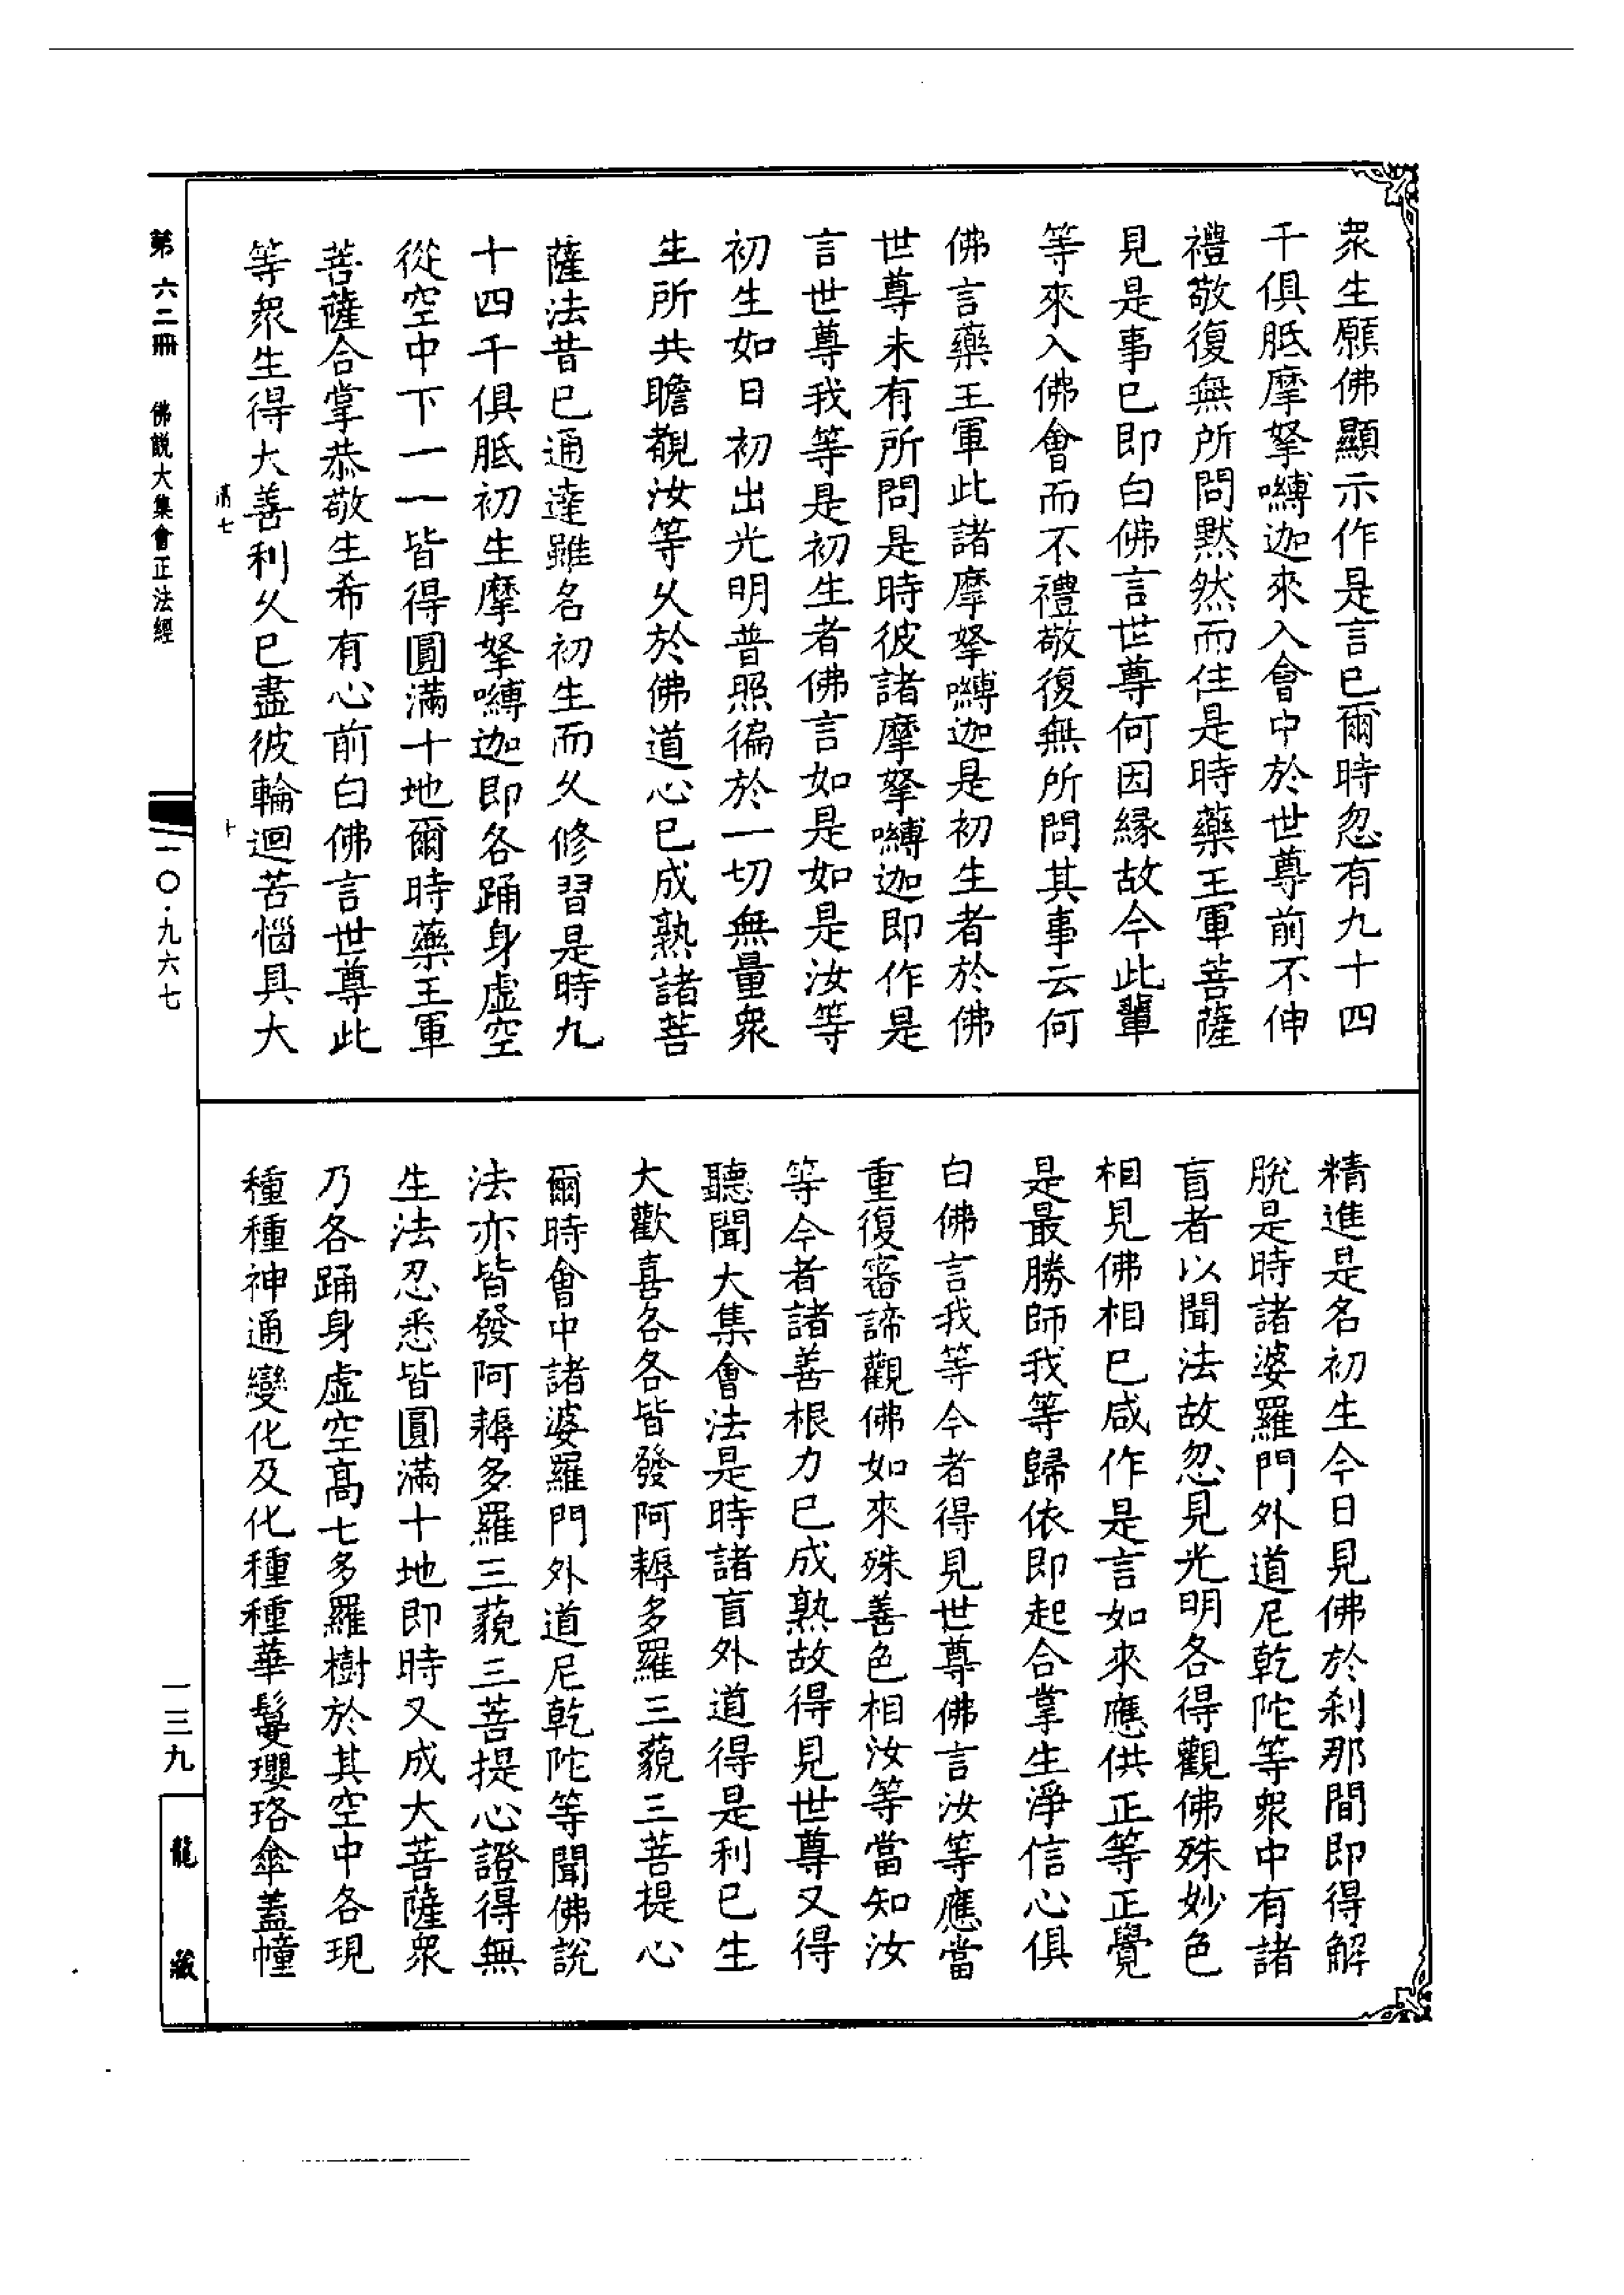 衆生願佛顯示作是言已爾時忽有九十四
千俱胝摩拏嚩迦來入會中於世尊前不伸
禮敬復無所問默然而住是時藥王軍菩薩
見是事已即白佛言世尊何因緣故今此輩
等來入佛會而不禮敬復無所問其事云何
佛言藥王軍此諸摩拏嚩迦是初生者於佛
世尊未有所問是時彼諸摩拏嚩迦即作是
言世尊我等是初生者佛言如是如是汝等
初生如日初出光明普照徧於一切無量衆
生所共瞻覩汝等久於佛道心已成熟諸菩
薩法昔已通達雖名初生而久修習是時九
十四千俱胝初生摩拏嚩迦即各踊身虛空
從空中下一一皆得圓滿十地爾時藥王軍
菩薩合掌恭敬生希有心前白佛言世尊此
等衆生得大善利久已盡彼輪迴苦惱具大
精進是名初生今日見佛於刹那間即得解
脫是時諸婆羅門外道尼乾陀等衆中有諸
盲者以聞法故忽見光明各得觀佛殊妙色
相見佛相已咸作是言如來應供正等正覺
是最勝師我等歸依即起合掌生淨信心俱
白佛言我等今者得見世尊佛言汝等應當
重復審諦觀佛如來殊善色相汝等當知汝
等今者諸善根力已成熟故得見世尊又得
聽聞大集會法是時諸盲外道得是利已生
大歡喜各各皆發阿耨多羅三藐三菩提心
爾時會中諸婆羅門外道尼乾陀等聞佛說
法亦皆發阿耨多羅三藐三菩提心證得無
生法忍悉皆圓滿十地即時又成大菩薩衆
乃各踊身虛空高七多羅樹於其空中各現
種種神通變化及化種種華鬘瓔珞傘蓋幢
第六二冊　佛説大集會正法經
清七　十
一〇·九六七
一三九
龍藏